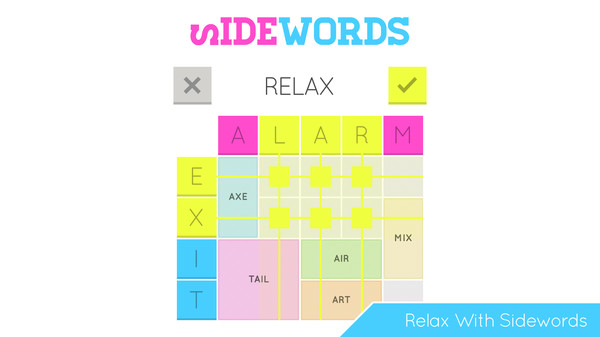 SIDEWORDS
RELAX
A L A R M
E
AXE
X
MIX
I
AIR
TAIL
T
ART
Relax With Sidewords